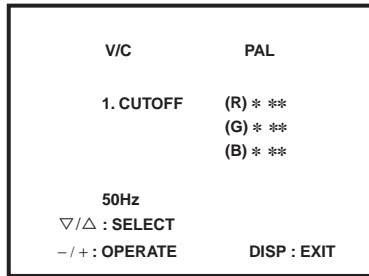 V/C PAL
1. CUTOFF (R) * **
(G) * **
(B) * **
50Hz
▽/△ : SELECT
− / + : OPERATE DISP : EXIT